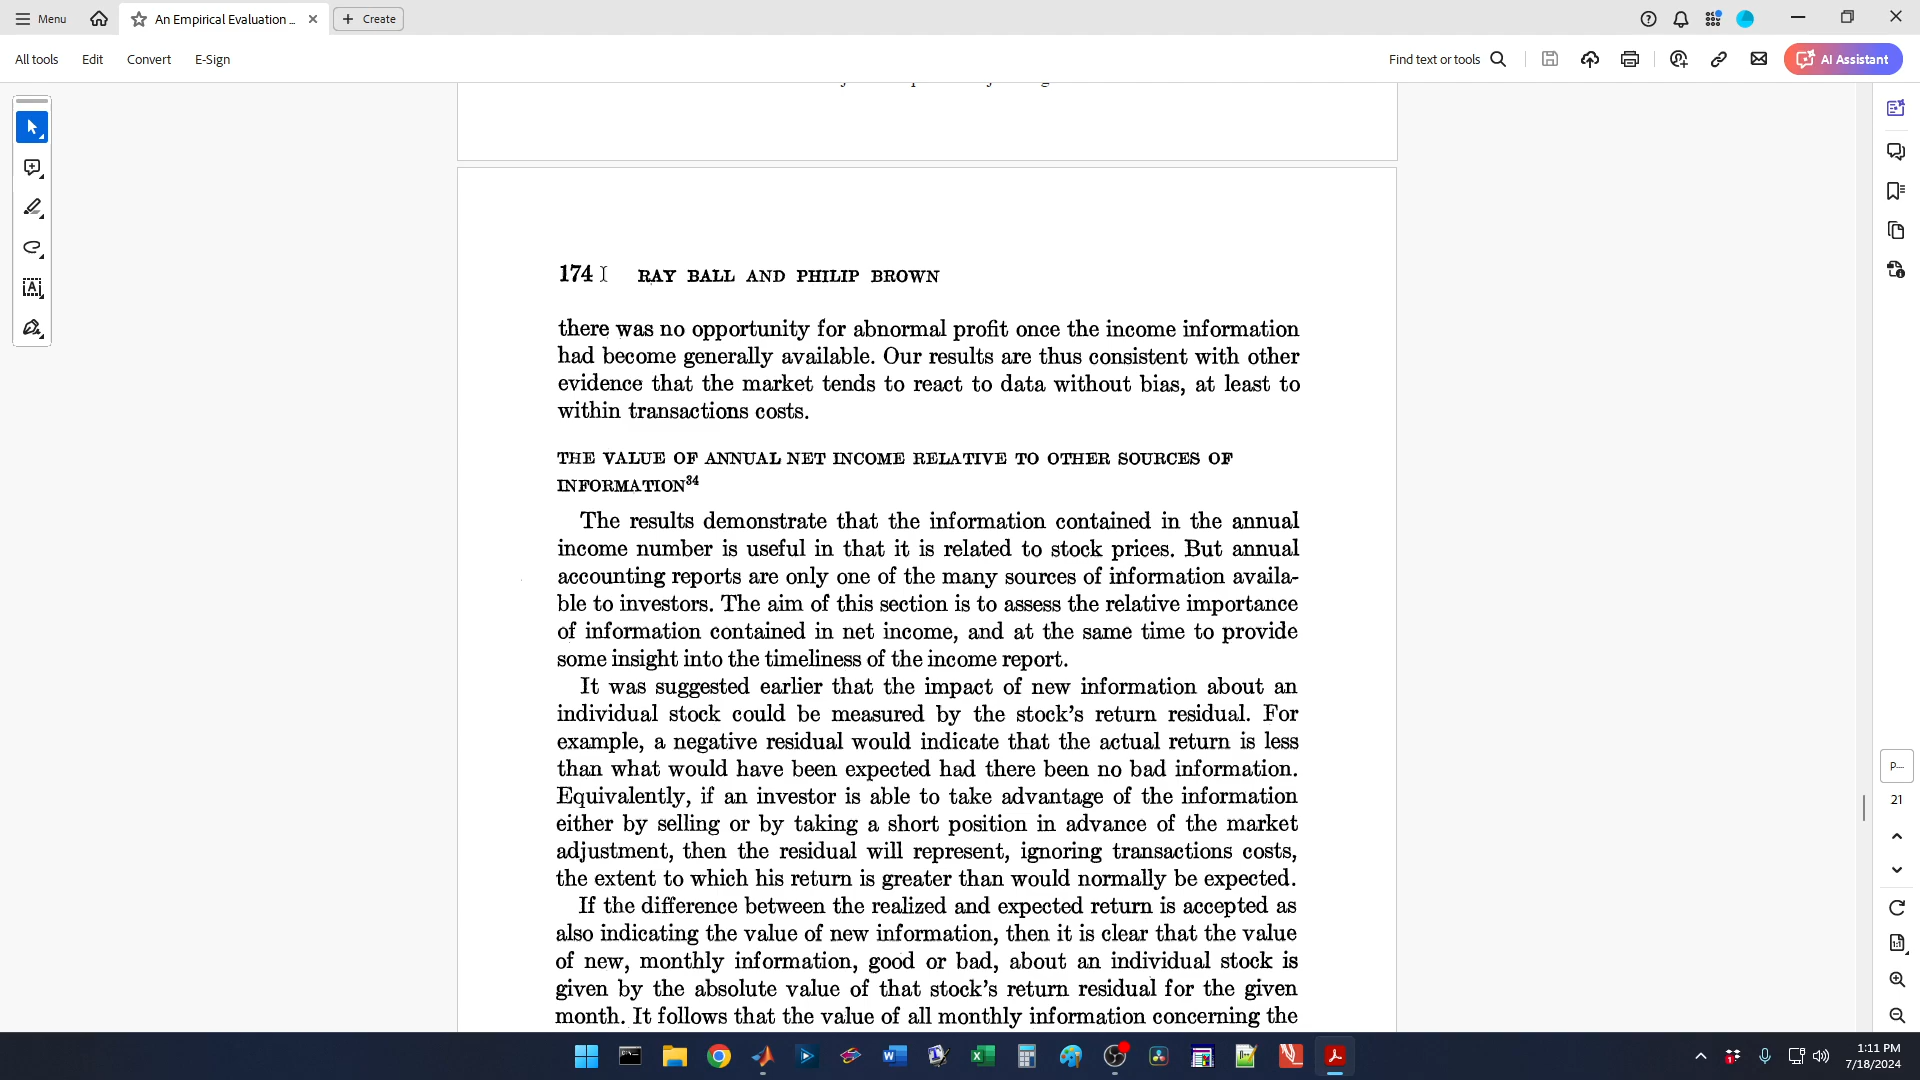 Menu
An Empirical Evaluation ...
Create
All tools
Edit
Convert
E-Sign
Find text or tools
AI Assistant
174 RAY BALL AND PHILIP BROWN
there was no opportunity for abnormal profit once the income information
had become generally available. Our results are thus consistent with other
evidence that the market tends to react to data without bias, at least to
within transactions costs.
THE VALUE OF ANNUAL NET INCOME RELATIVE TO OTHER SOURCES OF
INFORMATION34
The results demonstrate that the information contained in the annual
income number is useful in that it is related to stock prices. But annual
accounting reports are only one of the many sources of information availa-
ble to investors. The aim of this section is to assess the relative importance
of information contained in net income, and at the same time to provide
some insight into the timeliness of the income report.
It was suggested earlier that the impact of new information about an
individual stock could be measured by the stock's return residual. For
example, a negative residual would indicate that the actual return is less
than what would have been expected had there been no bad information.
Equivalently, if an investor is able to take advantage of the information
either by selling or by taking a short position in advance of the market
adjustment, then the residual will represent, ignoring transactions costs,
the extent to which his return is greater than would normally be expected.
If the difference between the realized and expected return is accepted as
also indicating the value of new information, then it is clear that the value
of new, monthly information, good or bad, about an individual stock is
given by the absolute value of that stock's return residual for the given
month. It follows that the value of all monthly information concerning the
P...
21
1:11 PM
7/18/2024